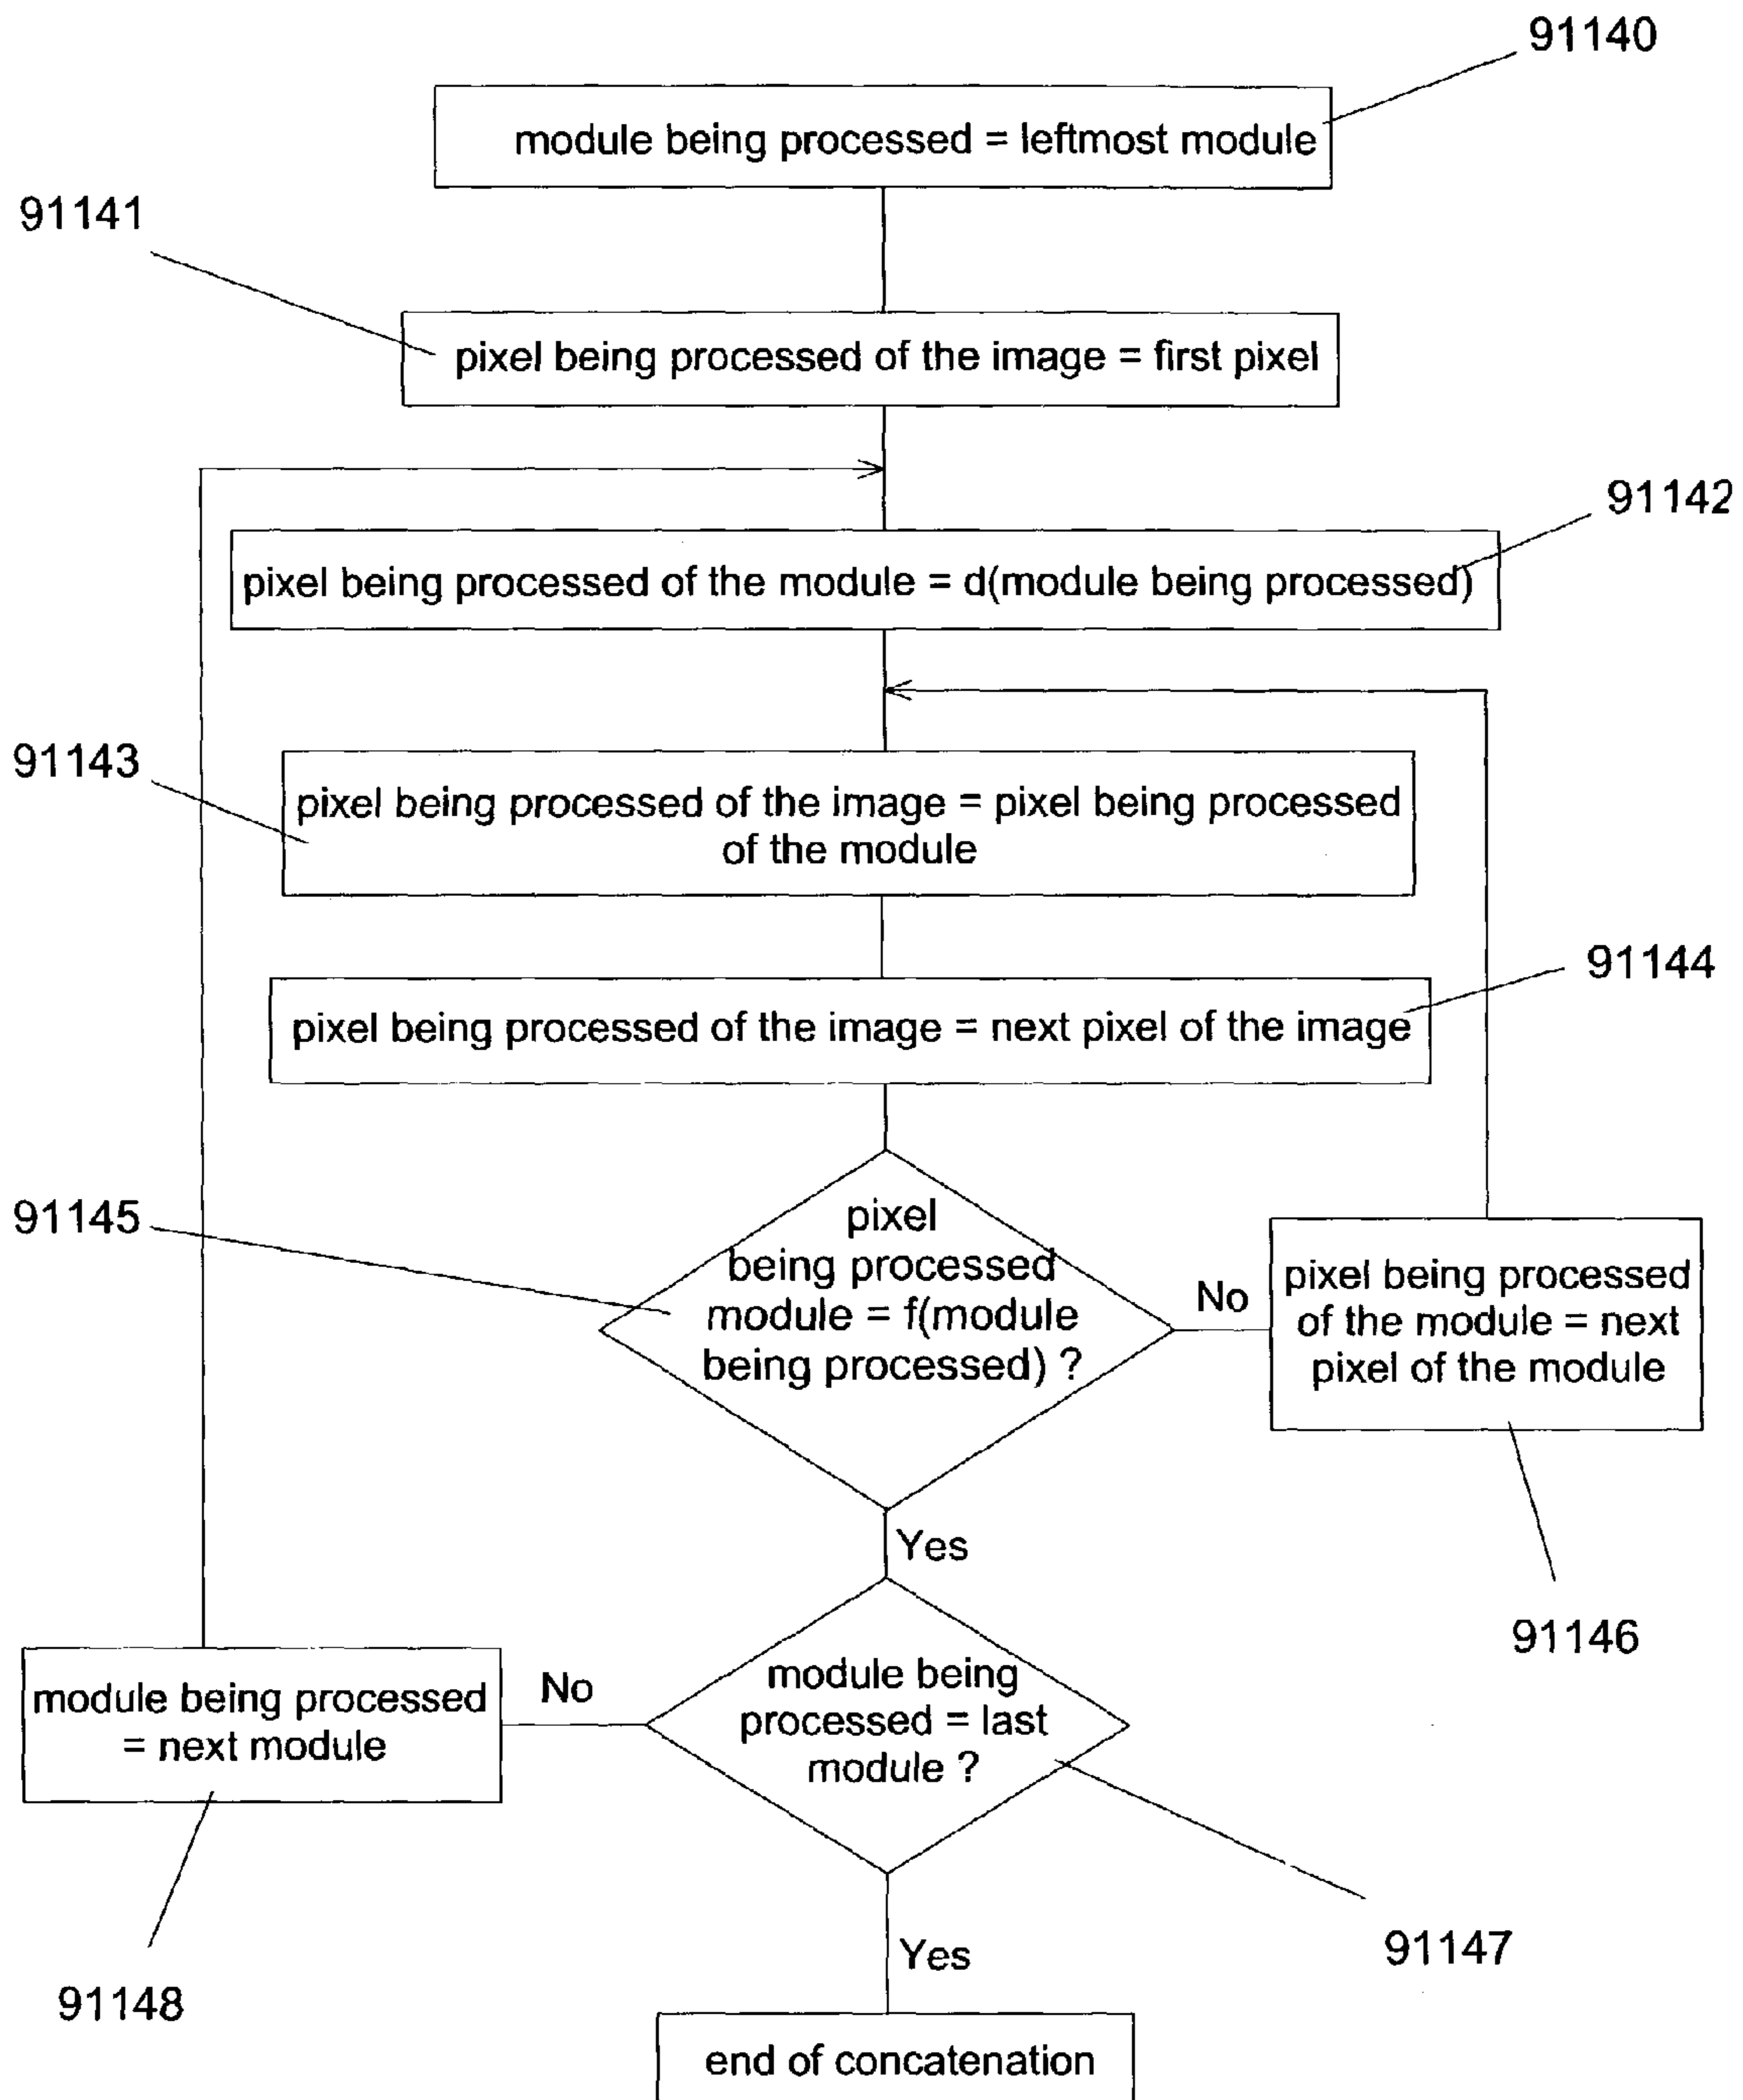 91140
module being processed = leftmost module
91141
pixel being processed of the image = first pixel
91142
pixel being processed of the module = d(module being processed)
91143
pixel being processed of the image = pixel being processed
of the module
91144
pixel being processed of the image = next pixel of the image
91145
pixel
being processed
module = f(module
being processed) ?
No
pixel being processed
of the module = next
pixel of the module
91146
Yes
module being
processed = last
module ?
No
module being processed
= next module
91147
91148
Yes
end of concatenation